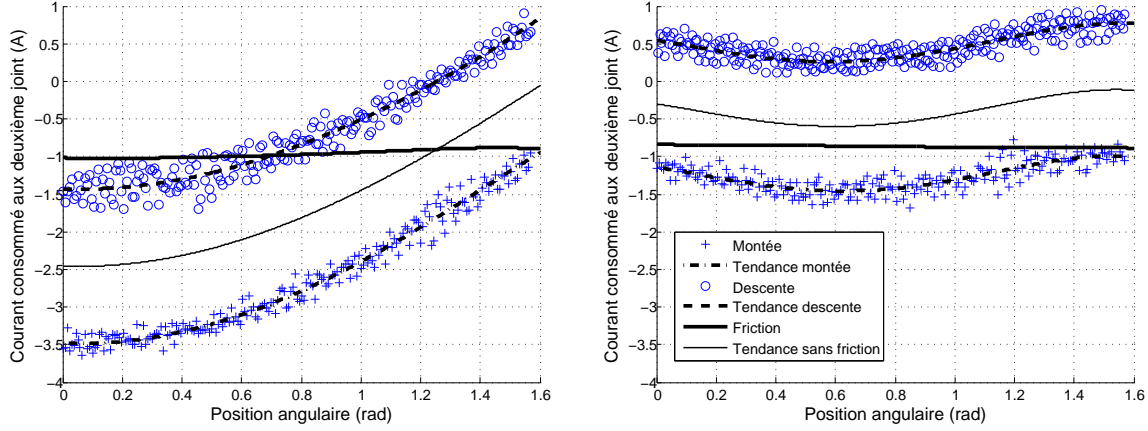 Courant consommé aux deuxième joint (A)
1
0.5
0
−0.5
−1
−1.5
−2
−2.5
−3
−3.5
−4
0 0.2 0.4 0.6 0.8 1 1.2 1.4 1.6
Position angulaire (rad)
Courant consommé aux deuxième joint (A)
1
0.5
0
−0.5
−1
−1.5
−2
−2.5
−3
−3.5
−4
Montée
Tendance montée
Descente
Tendance descente
Friction
Tendance sans friction
0 0.2 0.4 0.6 0.8 1 1.2 1.4 1.6
Position angulaire (rad)